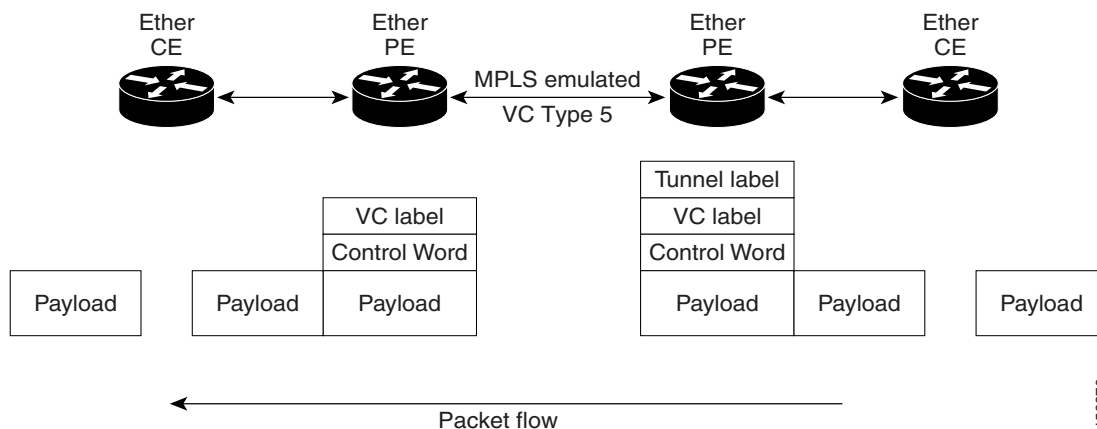 Ether
CE
Ether
PE
Ether
PE
Ether
CE
MPLS emulated
VC Type 5
Tunnel label
VC label
VC label
Control Word
Control Word
Payload
Payload
Payload
Payload
Payload
Payload
Packet flow